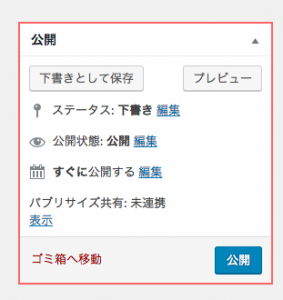 公開
下書きとして保存 プレビュー
ステータス: 下書き 編集
公開状態: 公開 編集
すぐに公開する 編集
パブリサイズ共有: 未連携
表示
ゴミ箱へ移動 公開